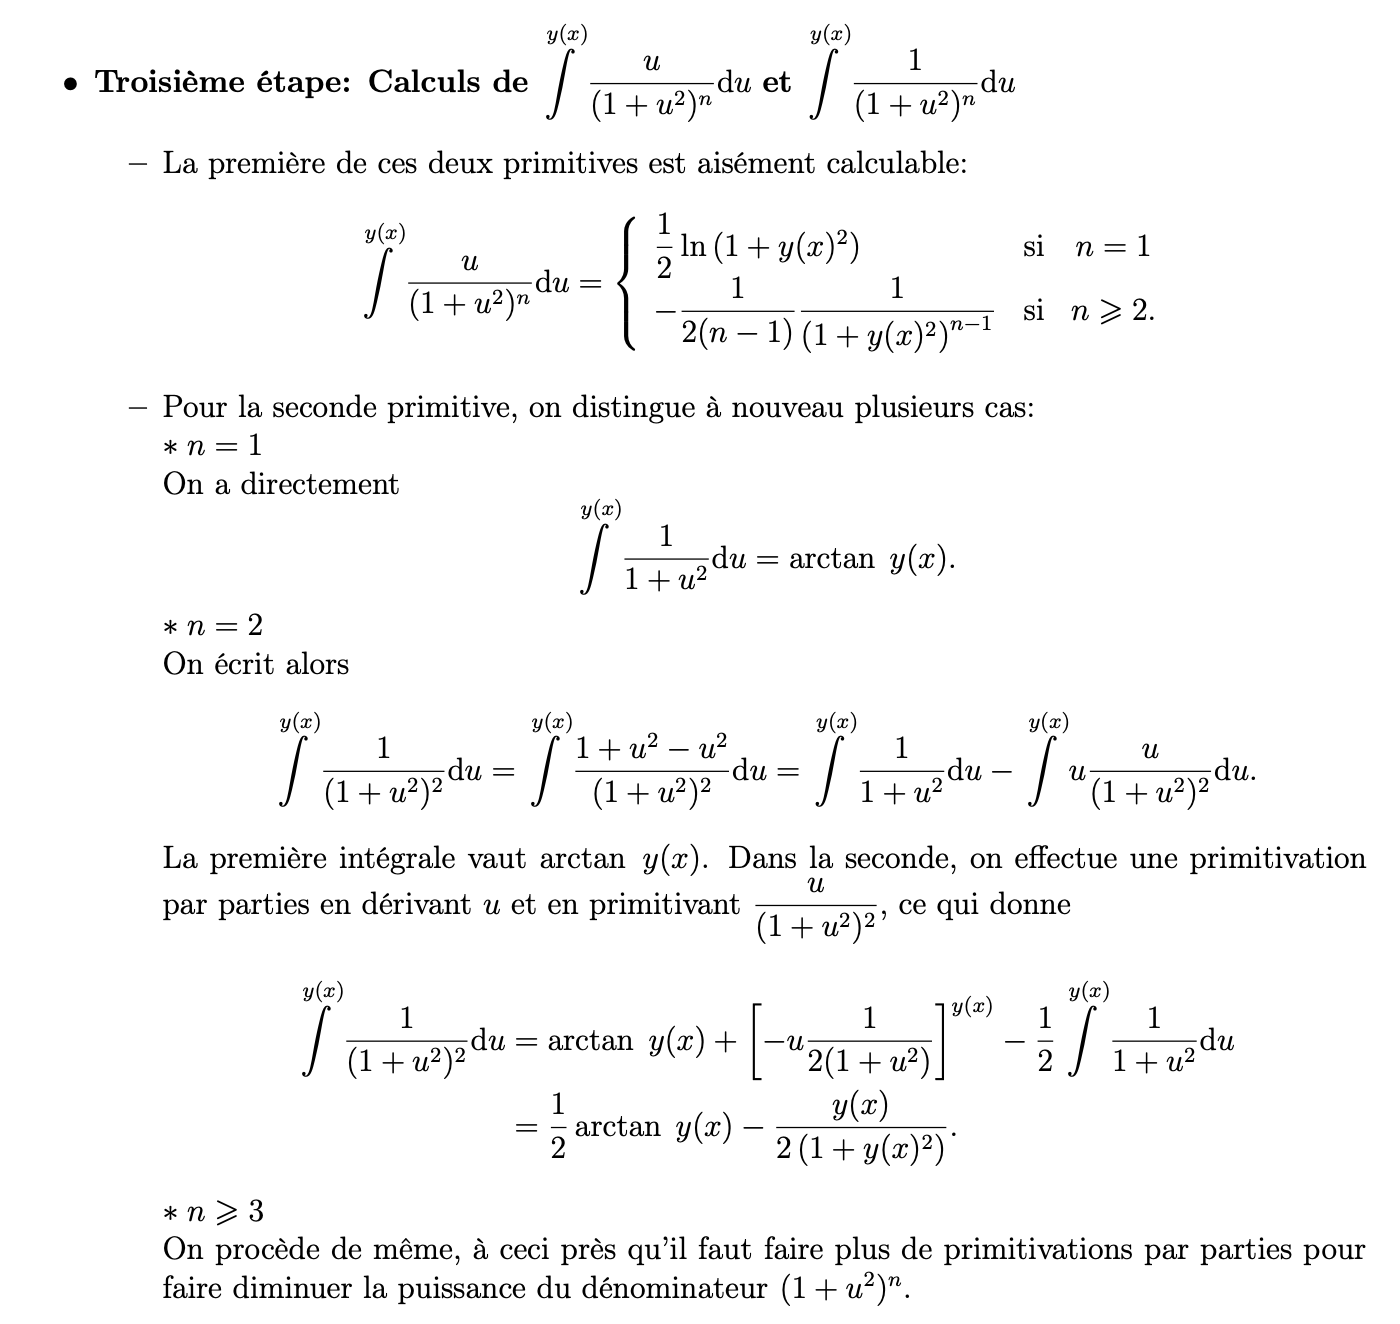 • Troisième étape: Calculs de $\int^{y(x)} \frac{u}{(1+u^2)^n}\mathrm{d}u$ et $\int^{y(x)} \frac{1}{(1+u^2)^n}\mathrm{d}u$
– La première de ces deux primitives est aisément calculable:
$\int^{y(x)} \frac{u}{(1+u^2)^n}\mathrm{d}u = \begin{cases} \frac{1}{2}\ln\left(1+y(x)^2\right) & \text{si } n=1 \\ -\frac{1}{2(n-1)}\frac{1}{\left(1+y(x)^2\right)^{n-1}} & \text{si } n \geqslant 2. \end{cases}$
– Pour la seconde primitive, on distingue à nouveau plusieurs cas:
∗ $n = 1$
On a directement
$\int^{y(x)} \frac{1}{1+u^2}\mathrm{d}u = \arctan\ y(x).$
∗ $n = 2$
On écrit alors
$\int^{y(x)} \frac{1}{(1+u^2)^2}\mathrm{d}u = \int^{y(x)} \frac{1+u^2-u^2}{(1+u^2)^2}\mathrm{d}u = \int^{y(x)} \frac{1}{1+u^2}\mathrm{d}u - \int^{y(x)} u\frac{u}{(1+u^2)^2}\mathrm{d}u.$
La première intégrale vaut arctan $y(x)$. Dans la seconde, on effectue une primitivation
par parties en dérivant $u$ et en primitivant $\frac{u}{(1+u^2)^2}$, ce qui donne
$\int^{y(x)} \frac{1}{(1+u^2)^2}\mathrm{d}u = \arctan\ y(x) + \left[-u\frac{1}{2(1+u^2)}\right]^{y(x)} - \frac{1}{2}\int^{y(x)} \frac{1}{1+u^2}\mathrm{d}u$
$= \frac{1}{2}\arctan\ y(x) - \frac{y(x)}{2\left(1+y(x)^2\right)}.$
∗ $n \geqslant 3$
On procède de même, à ceci près qu'il faut faire plus de primitivations par parties pour
faire diminuer la puissance du dénominateur $(1+u^2)^n$.